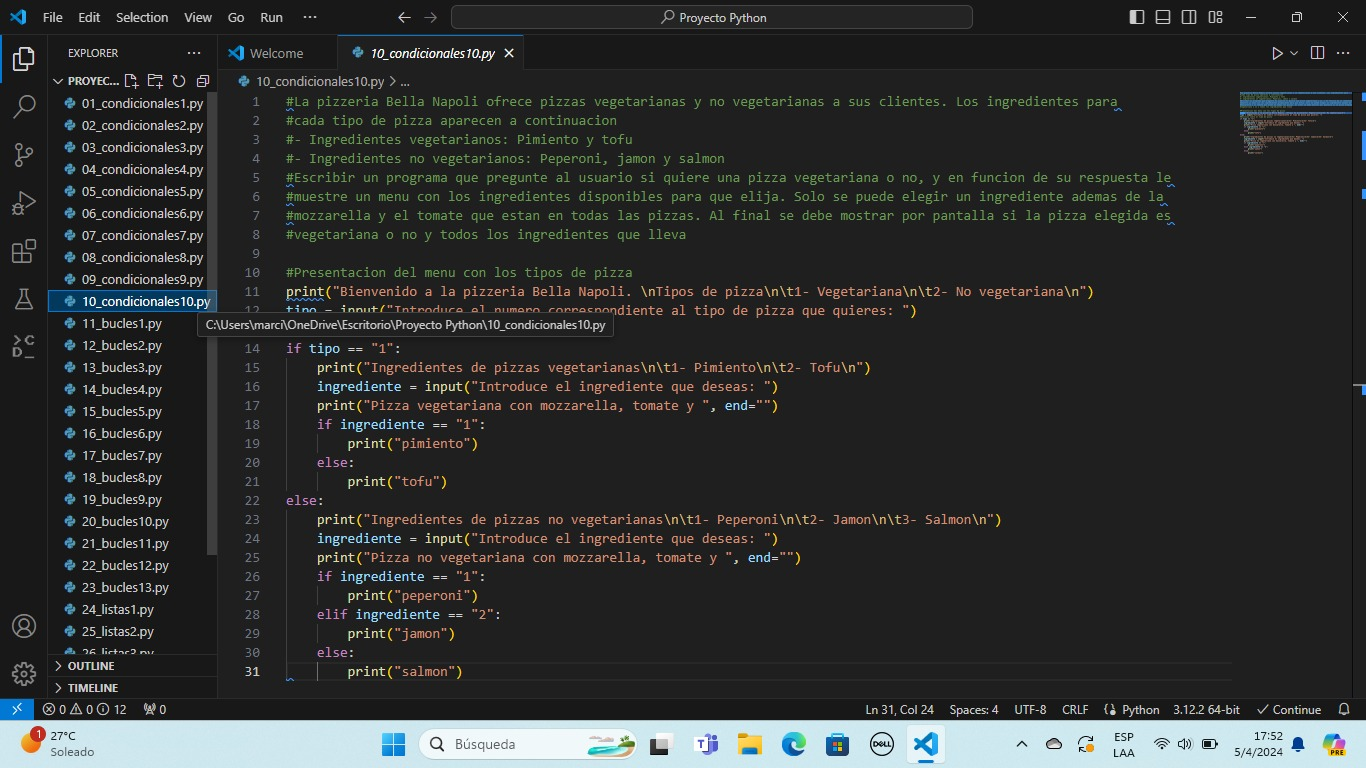 File Edit Selection View Go Run ··· Proyecto Python
EXPLORER ···
PROYEC...
01_condicionales1.py
02_condicionales2.py
03_condicionales3.py
04_condicionales4.py
05_condicionales5.py
06_condicionales6.py
07_condicionales7.py
08_condicionales8.py
09_condicionales9.py
10_condicionales10.py
11_bucles1.py
12_bucles2.py
13_bucles3.py
14_bucles4.py
15_bucles5.py
16_bucles6.py
17_bucles7.py
18_bucles8.py
19_bucles9.py
20_bucles10.py
21_bucles11.py
22_bucles12.py
23_bucles13.py
24_listas1.py
25_listas2.py
26_listas3.py
OUTLINE
TIMELINE
Welcome 10_condicionales10.py
10_condicionales10.py > ...
1 #La pizzeria Bella Napoli ofrece pizzas vegetarianas y no vegetarianas a sus clientes. Los ingredientes para
2 #cada tipo de pizza aparecen a continuacion
3 #- Ingredientes vegetarianos: Pimiento y tofu
4 #- Ingredientes no vegetarianos: Peperoni, jamon y salmon
5 #Escribir un programa que pregunte al usuario si quiere una pizza vegetariana o no, y en funcion de su respuesta le
6 #muestre un menu con los ingredientes disponibles para que elija. Solo se puede elegir un ingrediente ademas de la
7 #mozzarella y el tomate que estan en todas las pizzas. Al final se debe mostrar por pantalla si la pizza elegida es
8 #vegetariana o no y todos los ingredientes que lleva
9
10 #Presentacion del menu con los tipos de pizza
11 print("Bienvenido a la pizzeria Bella Napoli. \nTipos de pizza\n\t1- Vegetariana\n\t2- No vegetariana\n")
12 tipo = input("Introduce el numero correspondiente al tipo de pizza que quieres: ")
C:\Users\marci\OneDrive\Escritorio\Proyecto Python\10_condicionales10.py
14 if tipo == "1":
15     print("Ingredientes de pizzas vegetarianas\n\t1- Pimiento\n\t2- Tofu\n")
16     ingrediente = input("Introduce el ingrediente que deseas: ")
17     print("Pizza vegetariana con mozzarella, tomate y ", end="")
18     if ingrediente == "1":
19         print("pimiento")
20     else:
21         print("tofu")
22 else:
23     print("Ingredientes de pizzas no vegetarianas\n\t1- Peperoni\n\t2- Jamon\n\t3- Salmon\n")
24     ingrediente = input("Introduce el ingrediente que deseas: ")
25     print("Pizza no vegetariana con mozzarella, tomate y ", end="")
26     if ingrediente == "1":
27         print("peperoni")
28     elif ingrediente == "2":
29         print("jamon")
30     else:
31         print("salmon")
0 0 12 0 Ln 31, Col 24 Spaces: 4 UTF-8 CRLF Python 3.12.2 64-bit Continue
1 27°C
Soleado
Búsqueda
DELL
PRE
ESP
LAA
17:52
5/4/2024